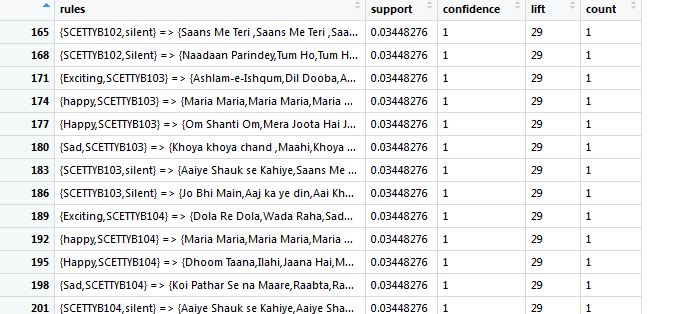 rules support confidence lift count
165 {SCETTYB102,silent} => {Saans Me Teri ,Saans Me Teri ,Saa... 0.03448276 1 29 1
168 {SCETTYB102,Silent} => {Naadaan Parindey,Tum Ho,Tum H... 0.03448276 1 29 1
171 {Exciting,SCETTYB103} => {Ashlam-e-Ishqum,Dil Dooba,A... 0.03448276 1 29 1
174 {happy,SCETTYB103} => {Maria Maria,Maria Maria,Maria ... 0.03448276 1 29 1
177 {Happy,SCETTYB103} => {Om Shanti Om,Mera Joota Hai J... 0.03448276 1 29 1
180 {Sad,SCETTYB103} => {Khoya khoya chand ,Maahi,Khoya ... 0.03448276 1 29 1
183 {SCETTYB103,silent} => {Aaiye Shauk se Kahiye,Saans Me ... 0.03448276 1 29 1
186 {SCETTYB103,Silent} => {Jo Bhi Main,Aaj ka ye din,Aai Kh... 0.03448276 1 29 1
189 {Exciting,SCETTYB104} => {Dola Re Dola,Wada Raha,Sad... 0.03448276 1 29 1
192 {happy,SCETTYB104} => {Maria Maria,Maria Maria,Maria ... 0.03448276 1 29 1
195 {Happy,SCETTYB104} => {Dhoom Taana,Ilahi,Jaana Hai,M... 0.03448276 1 29 1
198 {Sad,SCETTYB104} => {Koi Pathar Se na Maare,Raabta,Ra... 0.03448276 1 29 1
201 {SCETTYB104,silent} => {Aaiye Shauk se Kahiye,Aaiye Sha... 0.03448276 1 29 1